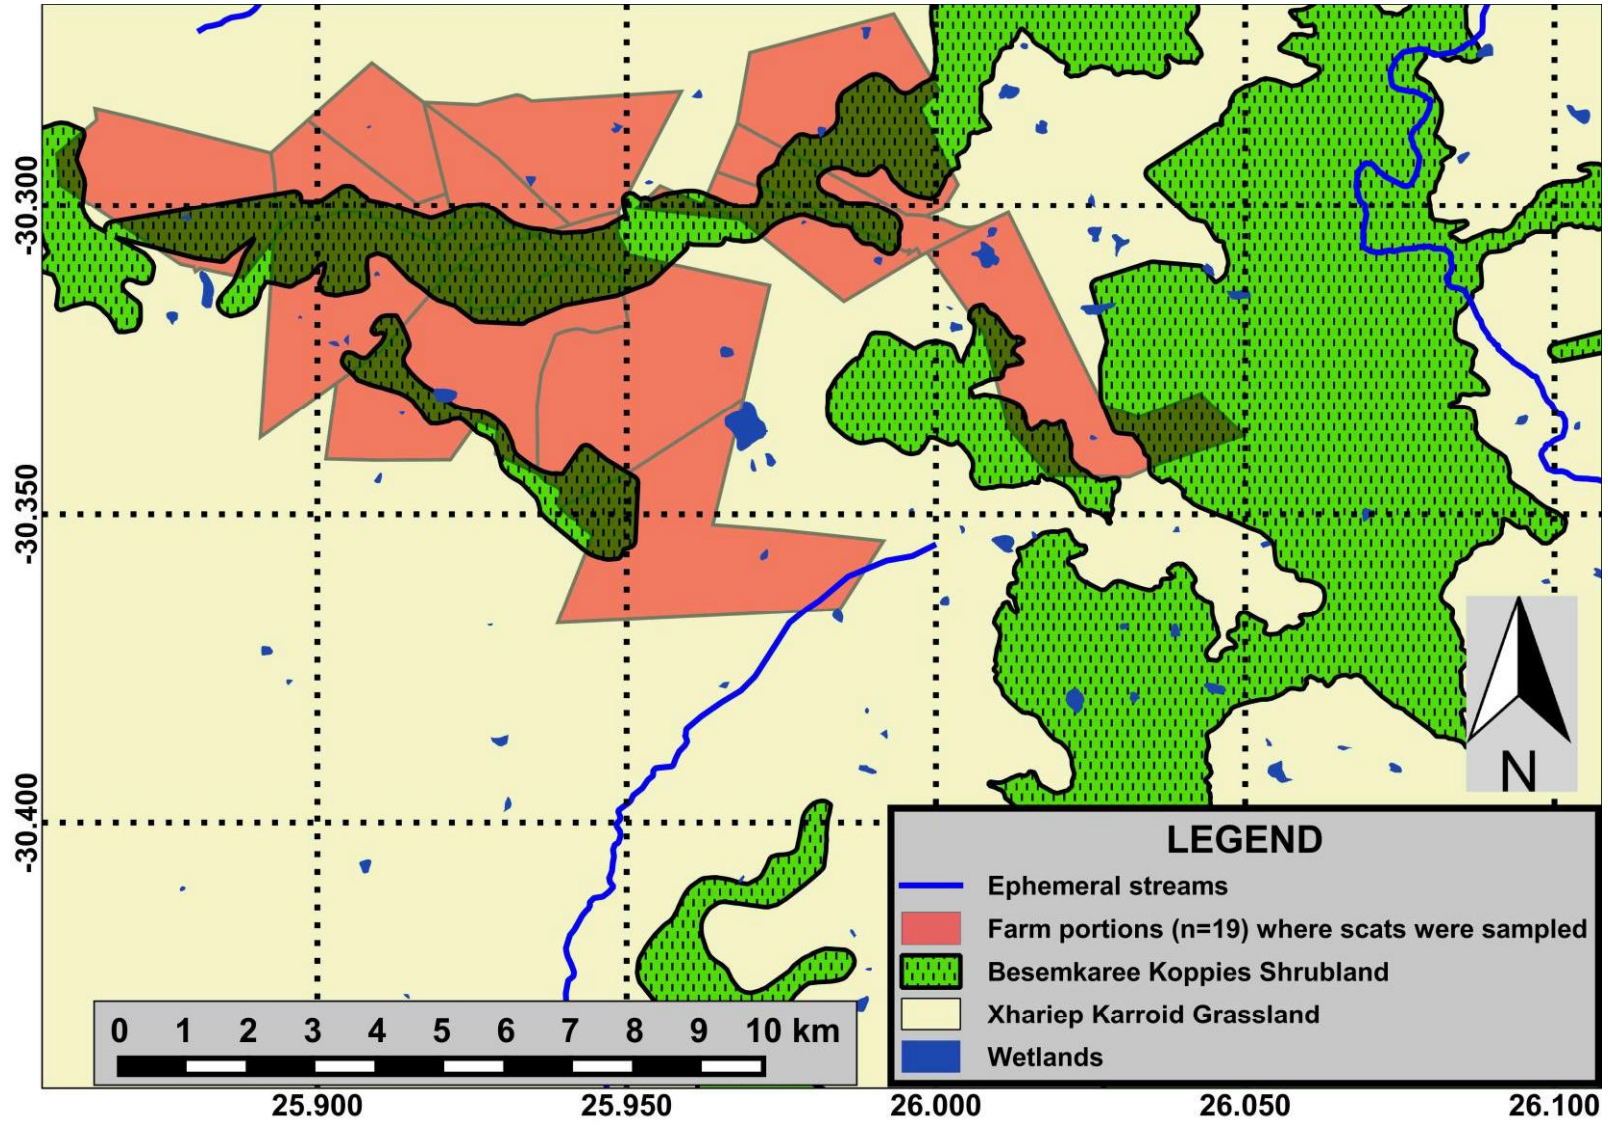 -30.300
-30.350
-30.400
N
LEGEND
Ephemeral streams
Farm portions (n=19) where scats were sampled
Besemkaree Koppies Shrubland
Xhariep Karroid Grassland
Wetlands
0 1 2 3 4 5 6 7 8 9 10 km
25.900 25.950 26.000 26.050 26.100